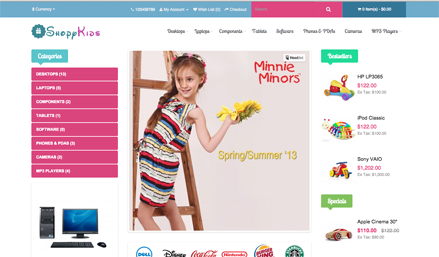 Currency
123456789 My Account Wish List (0) Checkout
Search
0 item(s) - $0.00
ShoppKids
Desktops Laptops Components Tablets Software Phones & PDAs Cameras MP3 Players
Categories
DESKTOPS (13)
LAPTOPS (5)
COMPONENTS (2)
TABLETS (1)
SOFTWARE (0)
PHONES & PDAS (3)
CAMERAS (2)
MP3 PLAYERS (4)
Minnie
Minors
Spring/Summer '13
DELL
Disney
Coca-Cola
Nintendo
BURGER
KING
Bestsellers
HP LP3065
$122.00
Ex Tax: $100.00
iPod Classic
$122.00
Ex Tax: $100.00
Sony VAIO
$1,202.00
Ex Tax: $1,000.00
Specials
Apple Cinema 30"
$110.00 $122.00
Ex Tax: $90.00